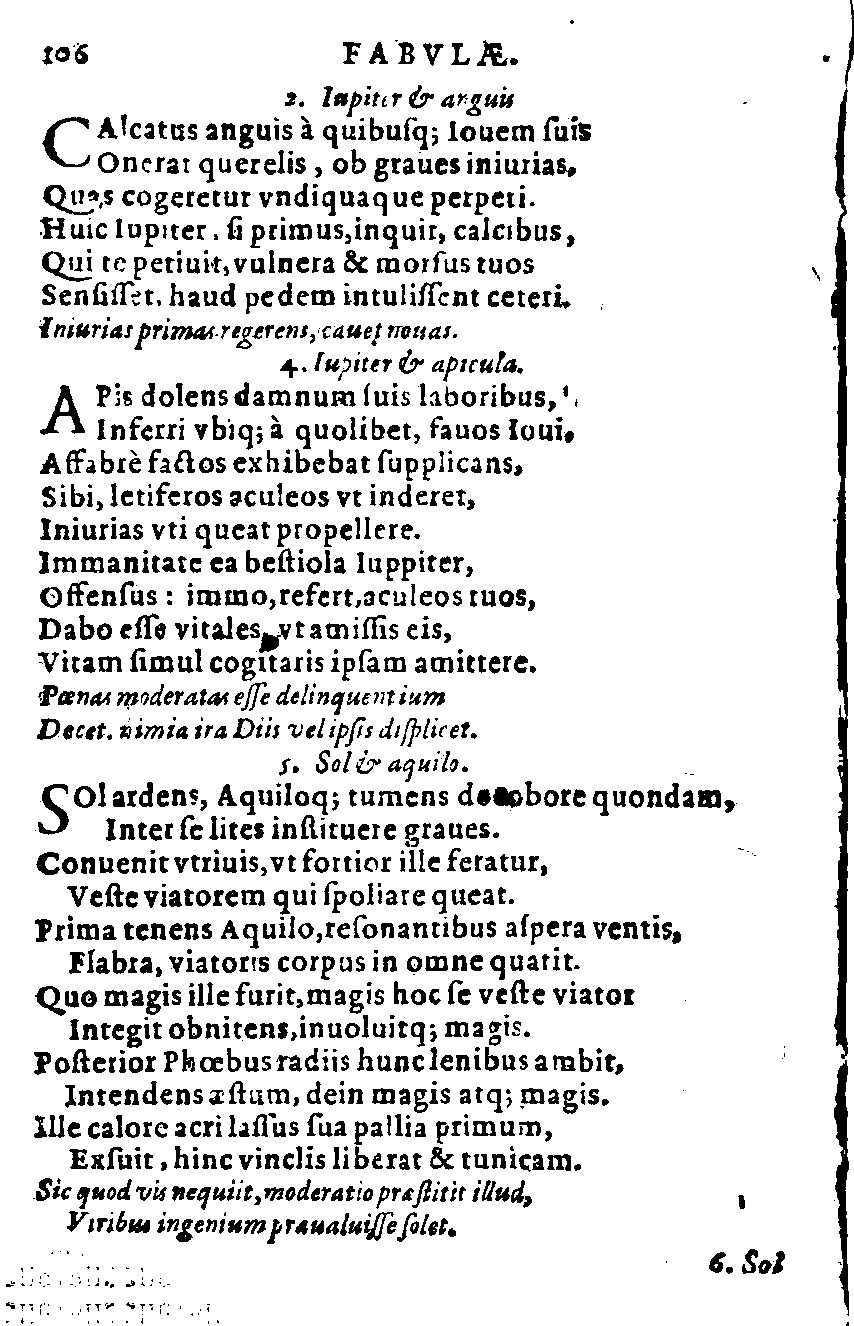 106 FABVLÆ.
2. Iupiter & anguis
CAlcatus anguis à quibuſq; Iouem ſuis
Onerat querelis, ob graues iniurias,
Quas cogeretur vndiquaque perpeti.
Huic Iupiter, ſi primus, inquit, calcibus,
Qui te petiuit, vulnera & morſus tuos
Senſiſſet, haud pedem intuliſſent ceteri.
Iniurias primas regerens, cauet nouas.
4. Iupiter & apicula.
APis dolens damnum ſuis laboribus,
Inferri vbiq; à quolibet, fauos Ioui,
Affabrè factos exhibebat ſupplicans,
Sibi, letiferos aculeos vt inderet,
Iniurias vti queat propellere.
Immanitate ea beſtiola Iuppiter,
Offenſus : immo, refert, aculeos tuos,
Dabo eſſe vitales, vt amiſſis eis,
Vitam ſimul cogitaris ipſam amittere.
Pœnas moderatas eſſe delinquentium
Decet. nimia ira Diis vel ipſis diſplicet.
5. Sol & aquilo.
SOl ardens, Aquiloq; tumens de robore quondam,
Inter ſe lites inſtituere graues.
Conuenit vtriuis, vt fortior ille feratur,
Veſte viatorem qui ſpoliare queat.
Prima tenens Aquilo, reſonantibus aſpera ventis,
Flabra, viatoris corpus in omne quatit.
Quo magis ille furit, magis hoc ſe veſte viator
Integit obnitens, inuoluitq; magis.
Poſterior Phœbus radiis hunc lenibus ambit,
Intendens æſtum, dein magis atq; magis.
Ille calore acri laſſus ſua pallia primum,
Exſuit, hinc vinclis liberat & tunicam.
Sic quod vis nequiit, moderatio præſtitit illud,
Viribus ingenium præualuiſſe ſolet.
6. Sol